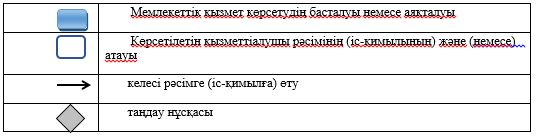 Мемлекеттік қызмет көрсетудің басталуы немесе аяқталуы
Көрсетілетін қызметтіалушы рәсімінің (іс-қимылының) және (немесе)
атауы
келесі рәсімге (іс-қимылға) өту
таңдау нұсқасы